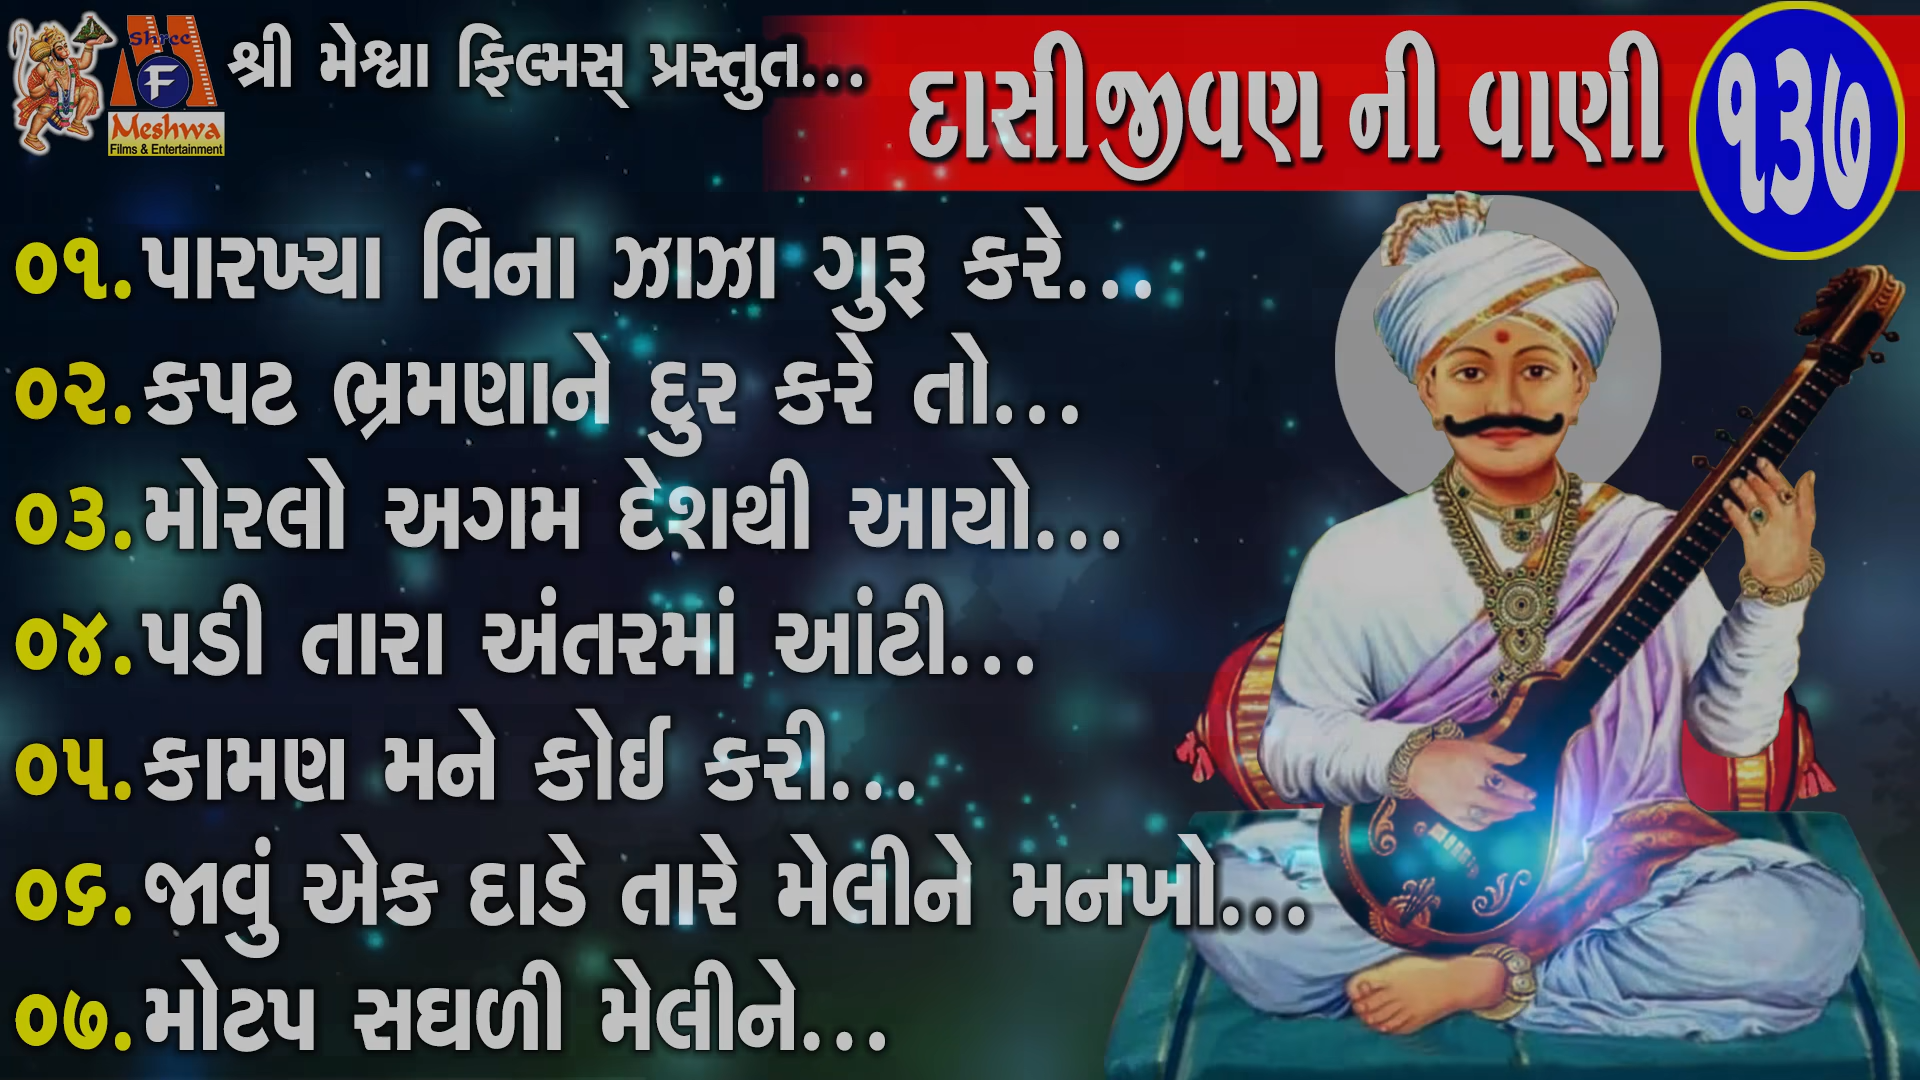 Shree
F
Meshwa
Films & Entertainment
શ્રી મેશ્વા ફિલ્મસ્ પ્રસ્તુત...
દાસીજીવણ ની વાણી
૧૩૭
૦૧.પારખ્યા વિના ઝાઝા ગુરૂ કરે...
૦૨.કપટ ભ્રમણાને દુર કરે તો...
૦૩.મોરલો અગમ દેશથી આયો...
૦૪.પડી તારા અંતરમાં આંટી...
૦૫.કામણ મને કોઈ કરી...
૦૬.જાવું એક દાડે તારે મેલીને મનખો...
૦૭.મોટપ સઘળી મેલીને...